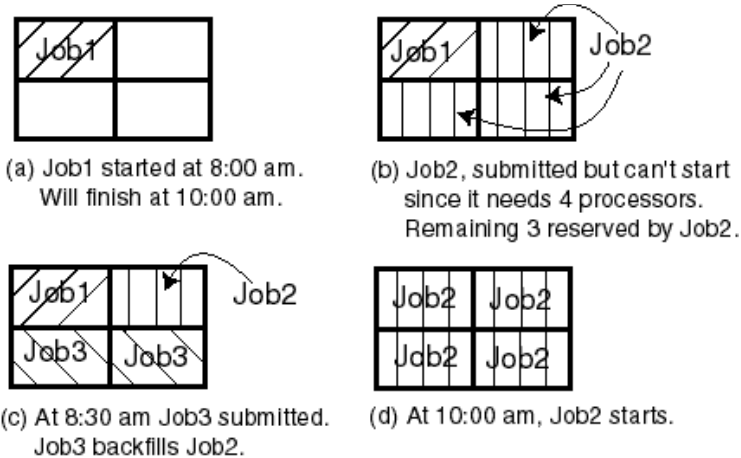 Job1
(a) Job1 started at 8:00 am.
Will finish at 10:00 am.
Job1
Job2
(b) Job2, submitted but can't start
since it needs 4 processors.
Remaining 3 reserved by Job2.
Job1
Job2
Job3 Job3
(c) At 8:30 am Job3 submitted.
Job3 backfills Job2.
Job2 Job2
Job2 Job2
(d) At 10:00 am, Job2 starts.